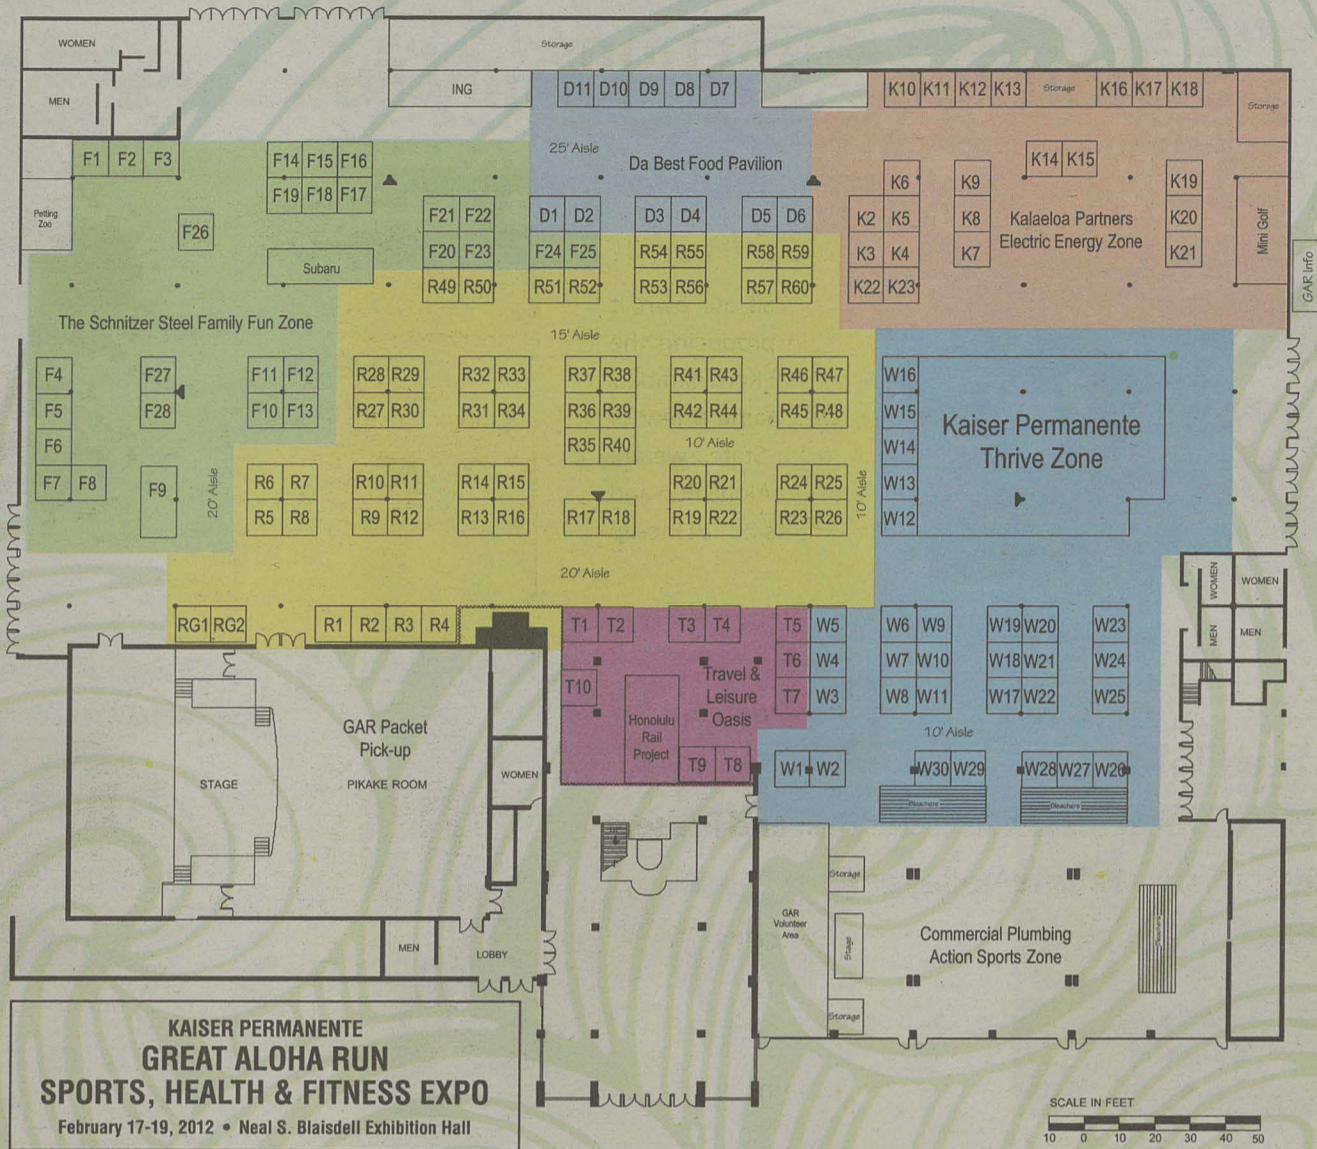 WOMEN
Storage
MEN
ING
D11 D10 D9 D8 D7
K10 K11 K12 K13 Storage K16 K17 K18
Storage
F1 F2 F3
F14 F15 F16
25' Aisle
Da Best Food Pavilion
K14 K15
F19 F18 F17
K6 K9 K19
Petting
Zoo
F26
F21 F22
D1 D2
D3 D4
D5 D6
K2 K5 K8 K20
Kalaeloa Partners
Electric Energy Zone
Mini Golf
GAR Info
F20 F23
F24 F25
R54 R55
R58 R59
K3 K4 K7 K21
Subaru
R49 R50
R51 R52
R53 R56
R57 R60
K22 K23
The Schnitzer Steel Family Fun Zone
15' Aisle
F4 F27 F11 F12
R28 R29
R32 R33
R37 R38
R41 R43
R46 R47
W16
F5 F28 F10 F13
R27 R30
R31 R34
R36 R39
R42 R44
R45 R48
W15
Kaiser Permanente
Thrive Zone
F6
R35 R40
10' Aisle
W14
F7 F8 F9
20' Aisle
R6 R7
R10 R11
R14 R15
R20 R21
R24 R25
10' Aisle
W13
R5 R8
R9 R12
R13 R16
R17 R18
R19 R22
R23 R26
W12
20' Aisle
WOMEN
WOMEN
MEN
MEN
RG1 RG2
R1 R2 R3 R4
T1 T2 T3 T4 T5 W5
W6 W9
W19 W20
W23
T6 W4
W7 W10
W18 W21
W24
T10
Travel &
Leisure
Oasis
T7 W3
W8 W11
W17 W22
W25
GAR Packet
Pick-up
PIKAKE ROOM
STAGE
WOMEN
Honolulu
Rail
Project
10' Aisle
T9 T8
W1 W2
W30 W29
W28 W27 W26
Bleachers
Bleachers
Storage
GAR
Volunteer
Area
Stage
Storage
Commercial Plumbing
Action Sports Zone
Bleachers
MEN
LOBBY
KAISER PERMANENTE
GREAT ALOHA RUN
SPORTS, HEALTH & FITNESS EXPO
February 17-19, 2012 • Neal S. Blaisdell Exhibition Hall
SCALE IN FEET
10 0 10 20 30 40 50